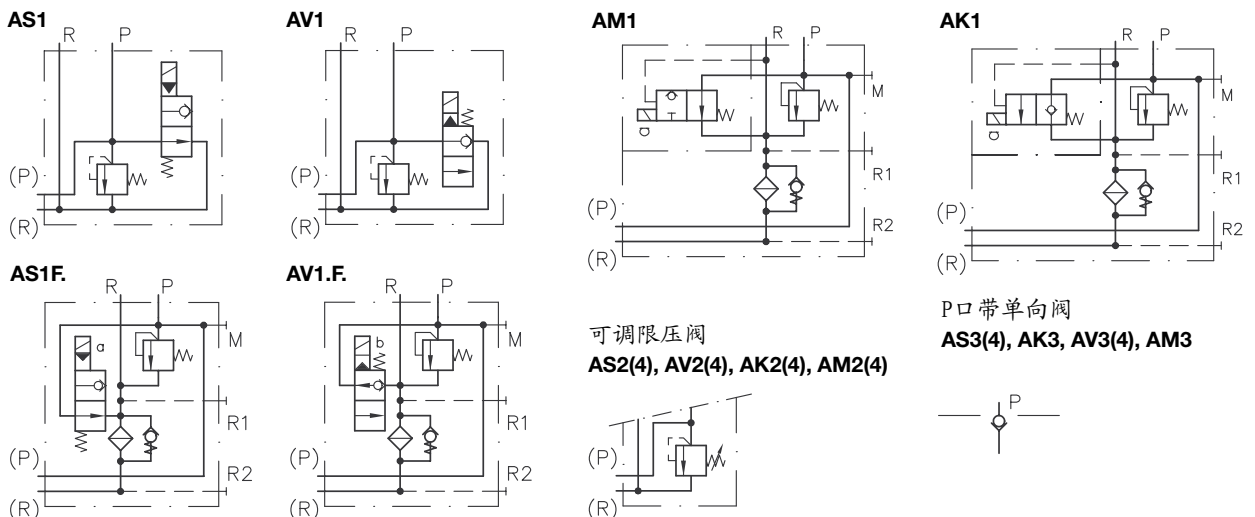 AS1
R P
(P)
(R)
AV1
R P
(P)
(R)
AM1
R P
a
M
R1
R2
(P)
(R)
AK1
R P
a
M
R1
R2
(P)
(R)
AS1F.
R P
a
M
R1
R2
(P)
(R)
AV1.F.
R P
b
M
R1
R2
(P)
(R)
可调限压阀
AS2(4), AV2(4), AK2(4), AM2(4)
(P)
(R)
P口带单向阀
AS3(4), AK3, AV3(4), AM3
P